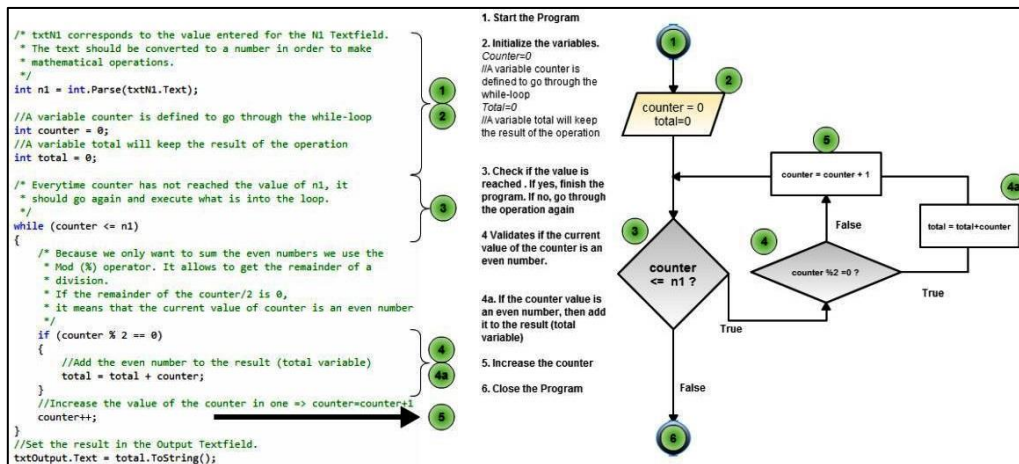 /* txtN1 corresponds to the value entered for the N1 Textfield.
* The text should be converted to a number in order to make
* mathematical operations.
*/
int n1 = int.Parse(txtN1.Text);
//A variable counter is defined to go through the while-loop
int counter = 0;
//A variable total will keep the result of the operation
int total = 0;
/* Everytime counter has not reached the value of n1, it
* should go again and execute what is into the loop.
*/
while (counter <= n1)
{
/* Because we only want to sum the even numbers we use the
* Mod (%) operator. It allows to get the remainder of a
* division.
* If the remainder of the counter/2 is 0,
* it means that the current value of counter is an even number
*/
if (counter % 2 == 0)
{
//Add the even number to the result (total variable)
total = total + counter;
}
//Increase the value of the counter in one => counter=counter+1
counter++;
}
//Set the result in the Output Textfield.
txtOutput.Text = total.ToString();
1
2
3
4
4a
5
1. Start the Program
2. Initialize the variables.
Counter=0
//A variable counter is
defined to go through the
while-loop
Total=0
//A variable total will keep
the result of the operation
3. Check if the value is
reached . If yes, finish the
program. If no, go through
the operation again
4 Validates if the current
value of the counter is an
even number.
4a. If the counter value is
an even number, then add
it to the result (total
variable)
5. Increase the counter
6. Close the Program
1
2
counter = 0
total=0
5
counter = counter + 1
4a
total = total+counter
False
3
counter
<= n1 ?
4
counter %2 =0 ?
True
True
False
6